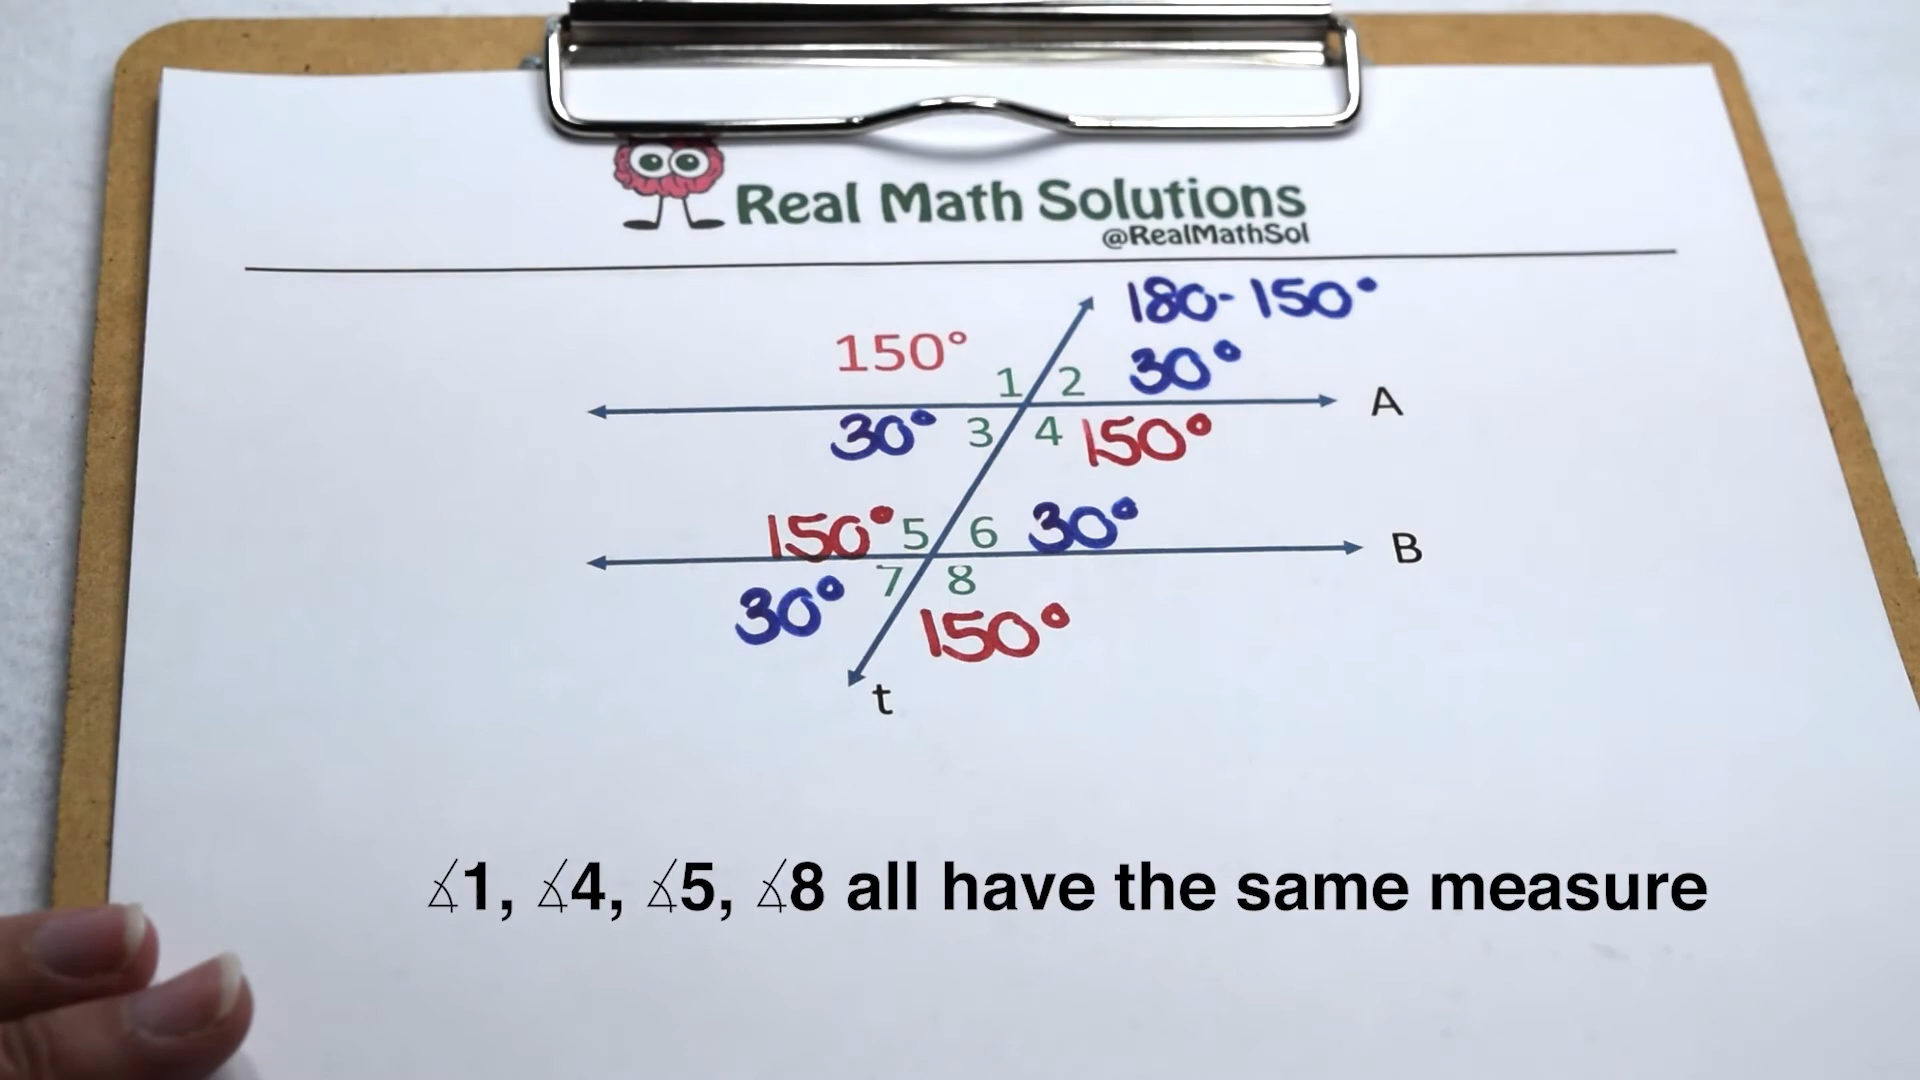 Real Math Solutions
@RealMathSol
180-150°
150° 1 2 30°
A
30° 3 4 150°
150° 5 6 30°
B
30° 7 8 150°
t
∡1, ∡4, ∡5, ∡8 all have the same measure